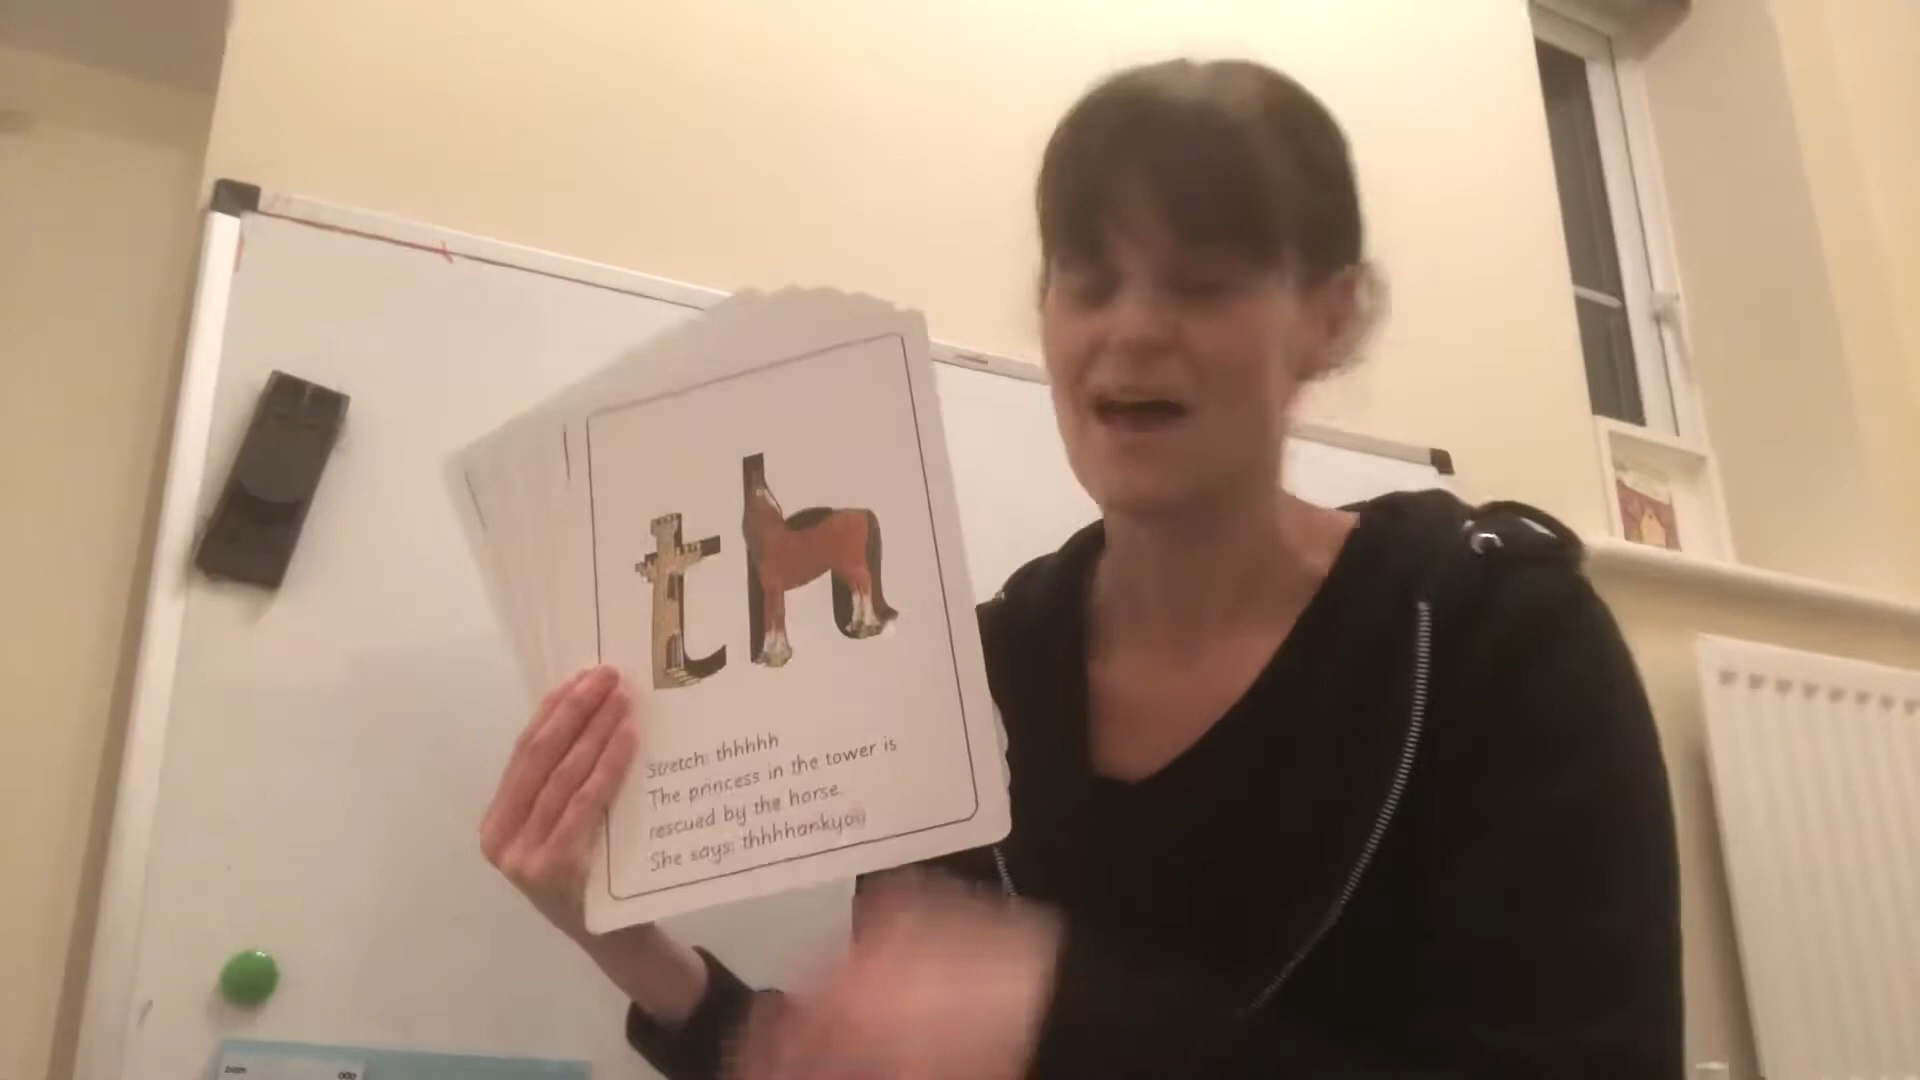 th
Stretch: thhhhh
The princess in the tower is
rescued by the horse.
She says: thhhhankyou